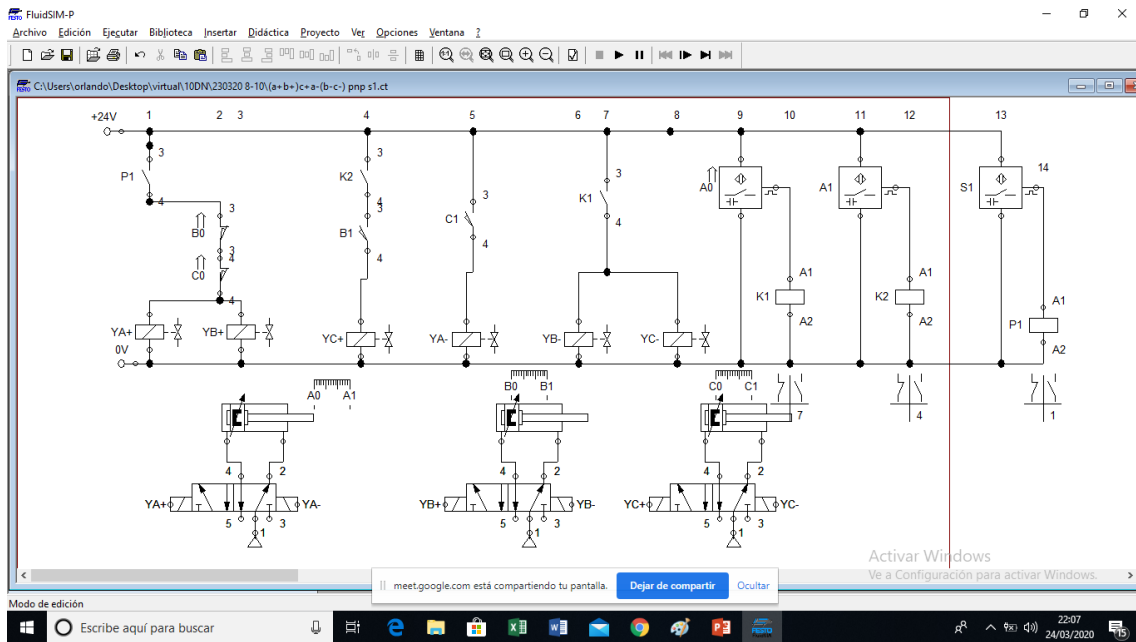 FluidSIM-P
Archivo Edición Ejecutar Biblioteca Insertar Didáctica Proyecto Ver Opciones Ventana ?
C:\Users\orlando\Desktop\virtual\10DN\230320 8-10\(a+b+)c+a-(b-c-) pnp s1.ct
1 2 3 4 5 6 7 8 9 10 11 12 13
+24V
3 3 3 14
P1 K2 A0 A1 S1
4 4 3 K1
3 3 C1 4
B0 B1
3 4 4
4
C0
4
A1 A1
K1 K2 A1
A2 A2 P1
YA+ YB+ YC+ YA- YB- YC- A2
0V
A0 A1 B0 B1 C0 C1
7 4 1
4 2 4 2 4 2
YA+ YA- YB+ YB- YC+ YC-
5 3 5 3 5 3
1 1 1
Activar Windows
Ve a Configuración para activar Windows.
meet.google.com está compartiendo tu pantalla. Dejar de compartir Ocultar
Modo de edición
Escribe aquí para buscar
22:07
24/03/2020
15